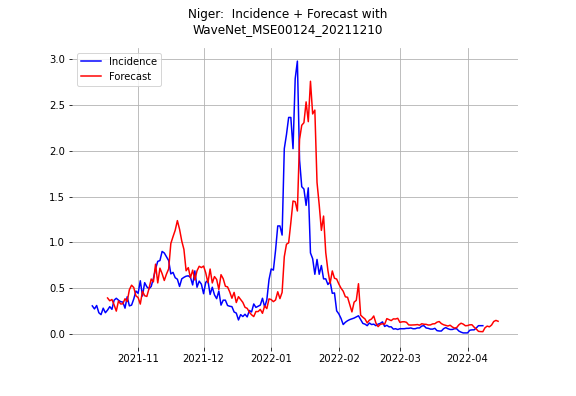 Niger:  Incidence + Forecast with
WaveNet_MSE00124_20211210
Incidence
Forecast
3.0
2.5
2.0
1.5
1.0
0.5
0.0
2021-11 2021-12 2022-01 2022-02 2022-03 2022-04